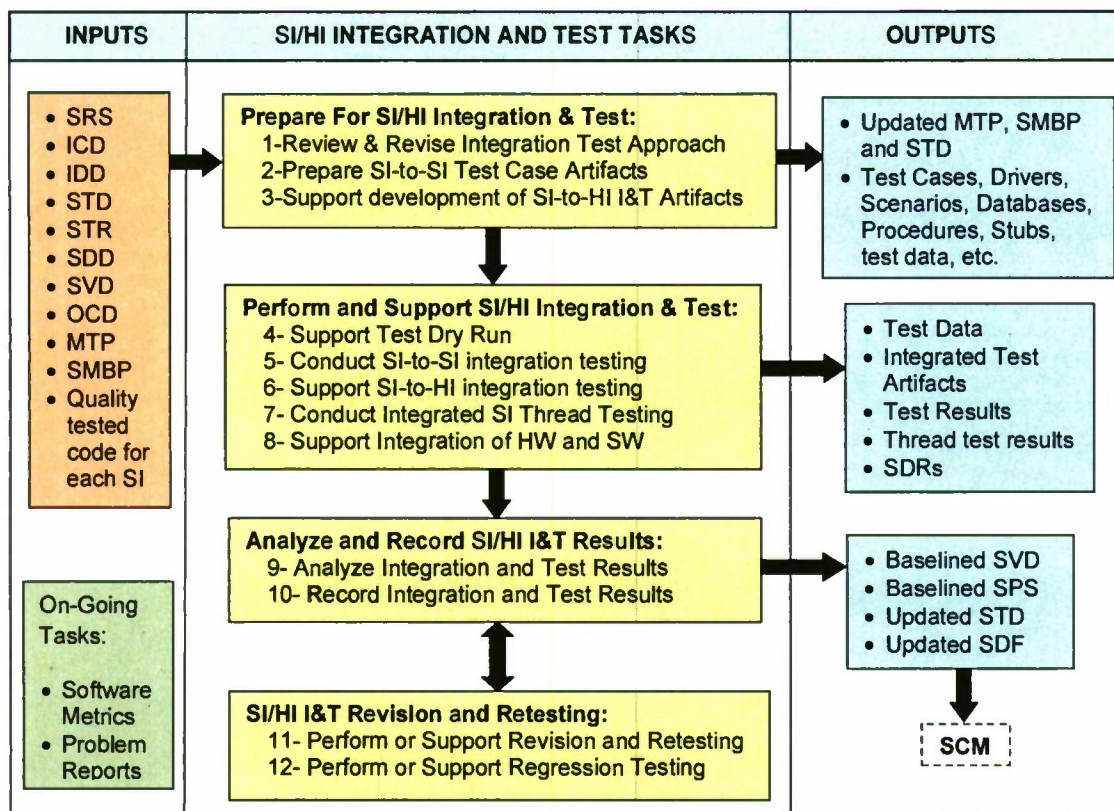 INPUTS
SI/HI INTEGRATION AND TEST TASKS
OUTPUTS
• SRS
• ICD
• IDD
• STD
• STR
• SDD
• SVD
• OCD
• MTP
• SMBP
• Quality
tested
code for
each SI
On-Going
Tasks:
• Software
Metrics
• Problem
Reports
Prepare For SI/HI Integration & Test:
1-Review & Revise Integration Test Approach
2-Prepare SI-to-SI Test Case Artifacts
3-Support development of SI-to-HI I&T Artifacts
Perform and Support SI/HI Integration & Test:
4- Support Test Dry Run
5- Conduct SI-to-SI integration testing
6- Support SI-to-HI integration testing
7- Conduct Integrated SI Thread Testing
8- Support Integration of HW and SW
Analyze and Record SI/HI I&T Results:
9- Analyze Integration and Test Results
10- Record Integration and Test Results
SI/HI I&T Revision and Retesting:
11- Perform or Support Revision and Retesting
12- Perform or Support Regression Testing
• Updated MTP, SMBP
and STD
• Test Cases, Drivers,
Scenarios, Databases,
Procedures, Stubs,
test data, etc.
• Test Data
• Integrated Test
Artifacts
• Test Results
• Thread test results
• SDRs
• Baselined SVD
• Baselined SPS
• Updated STD
• Updated SDF
SCM